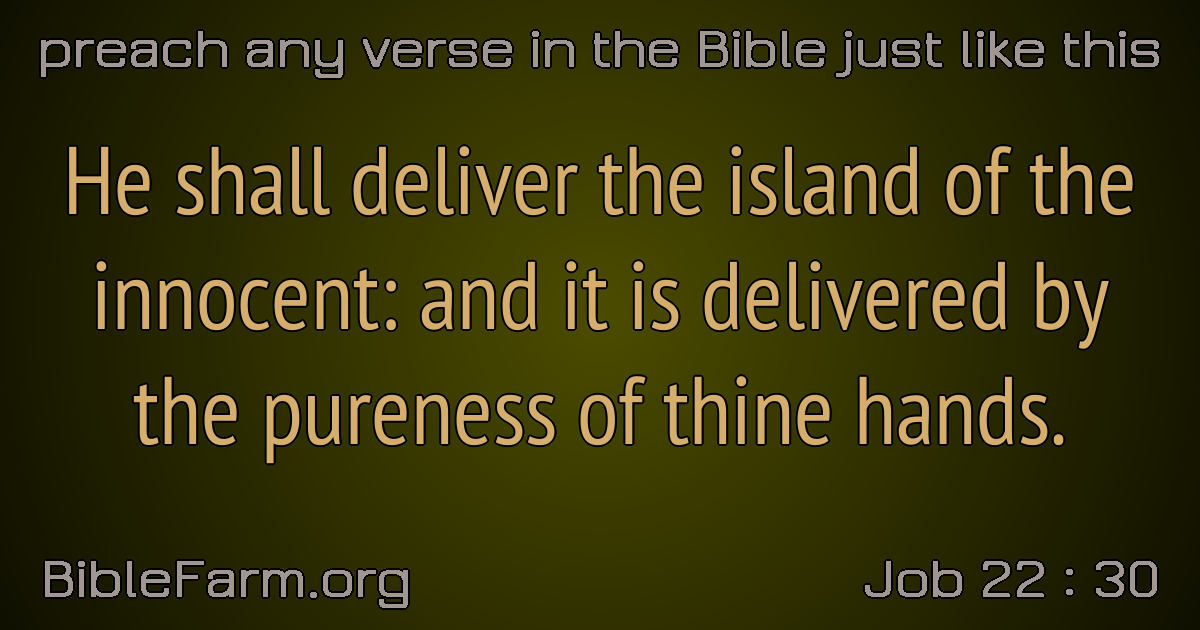 preach any verse in the Bible just like this
He shall deliver the island of the
innocent: and it is delivered by
the pureness of thine hands.
BibleFarm.org
Job 22 : 30